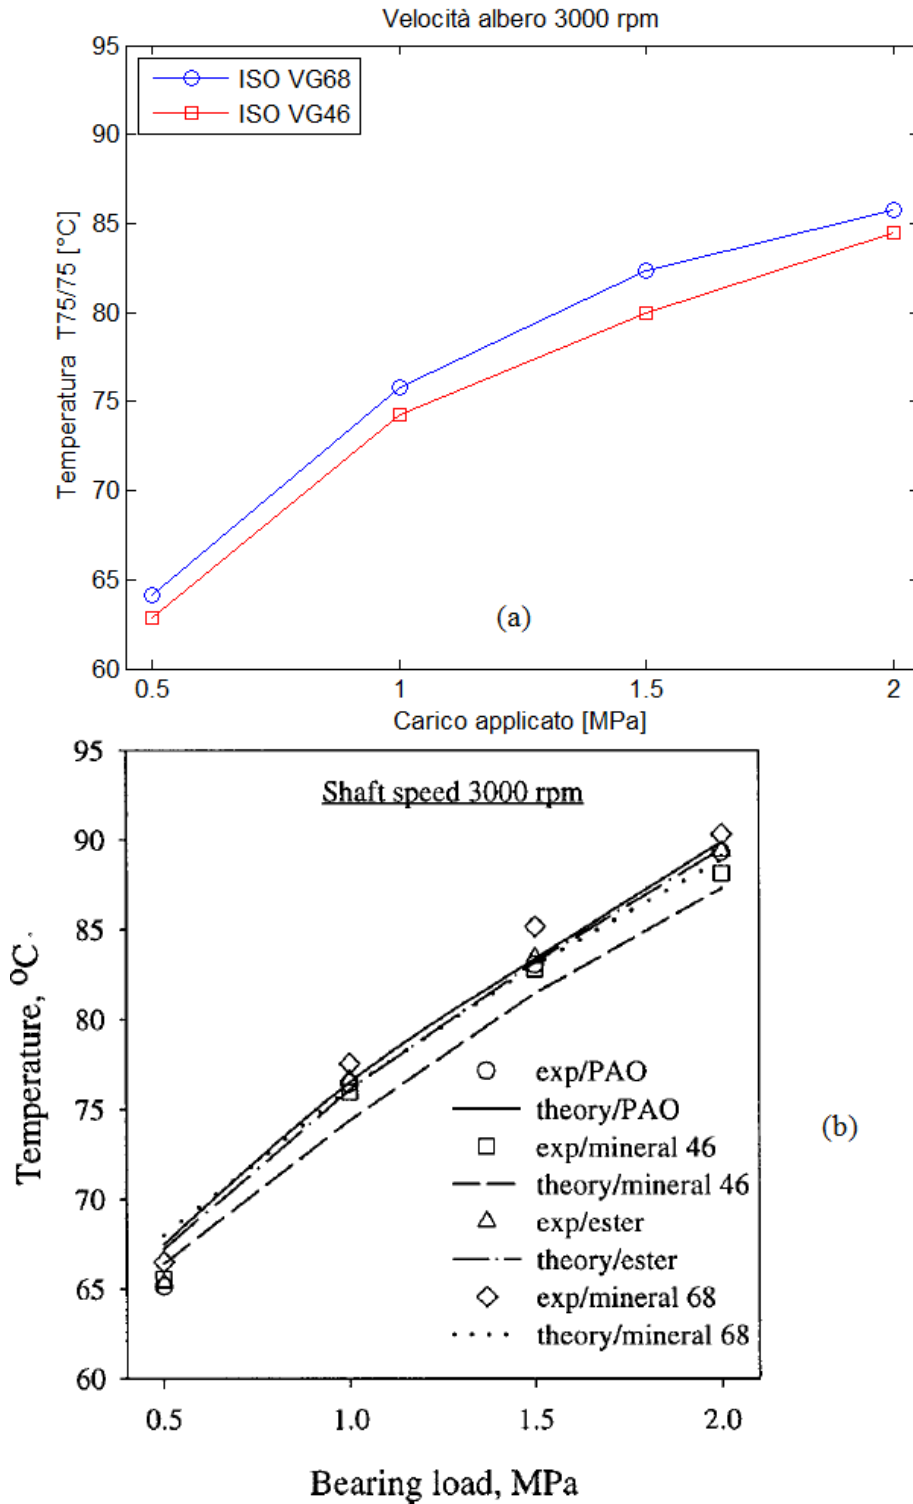 Velocità albero 3000 rpm
95
90
85
80
75
70
65
60
ISO VG68
ISO VG46
Temperatura T75/75 [°C]
(a)
0.5
1
1.5
2
Carico applicato [MPa]
95
90
85
80
75
70
65
60
Shaft speed 3000 rpm
Temperature, °C.
exp/PAO
theory/PAO
exp/mineral 46
theory/mineral 46
exp/ester
theory/ester
exp/mineral 68
theory/mineral 68
(b)
0.5
1.0
1.5
2.0
Bearing load, MPa